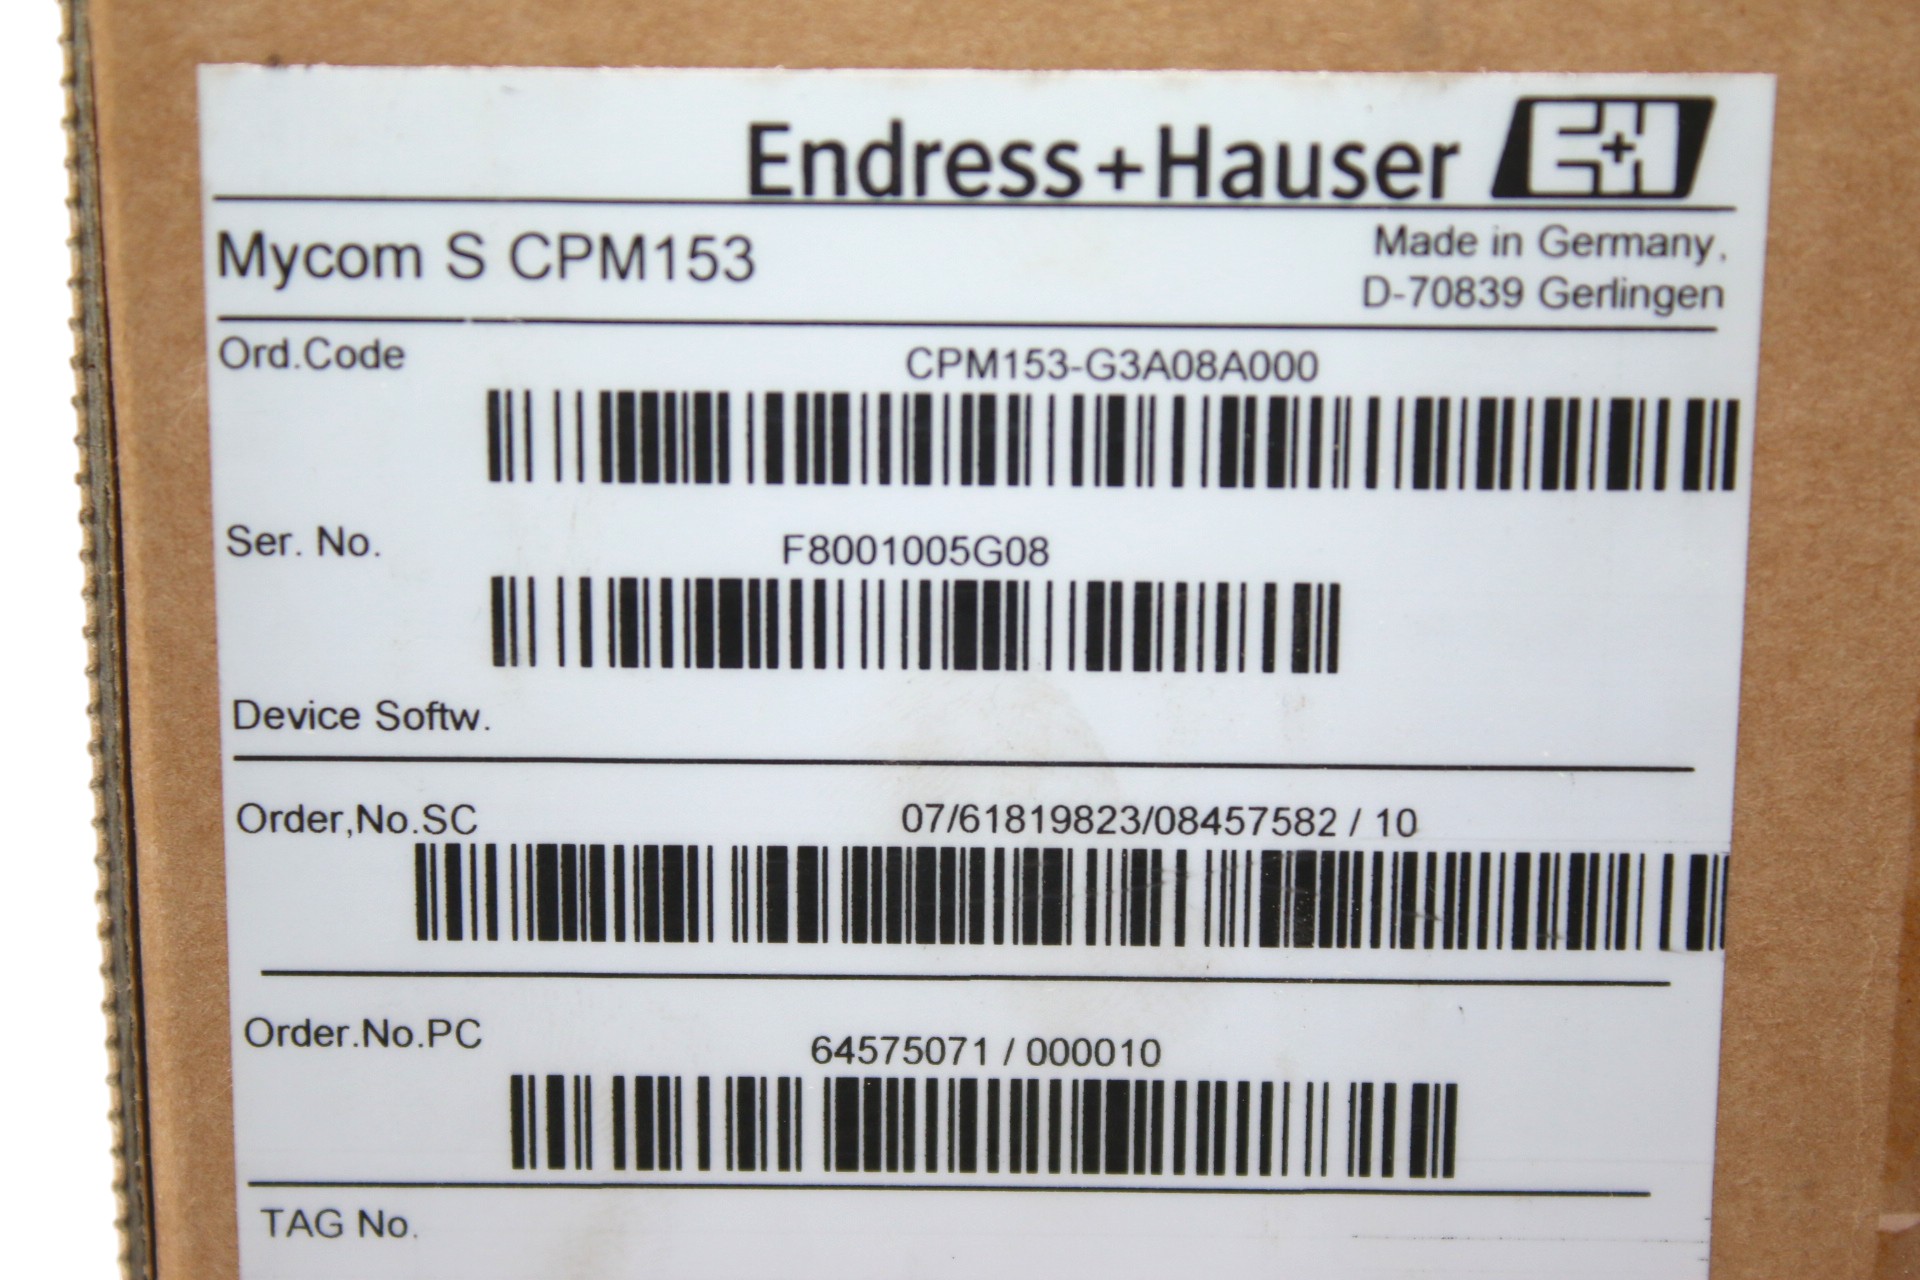 Endress+Hauser E+H
Mycom S CPM153
Made in Germany,
D-70839 Gerlingen
Ord.Code CPM153-G3A08A000
Ser. No. F8001005G08
Device Softw.
Order,No.SC 07/61819823/08457582 / 10
Order.No.PC 64575071 / 000010
TAG No.